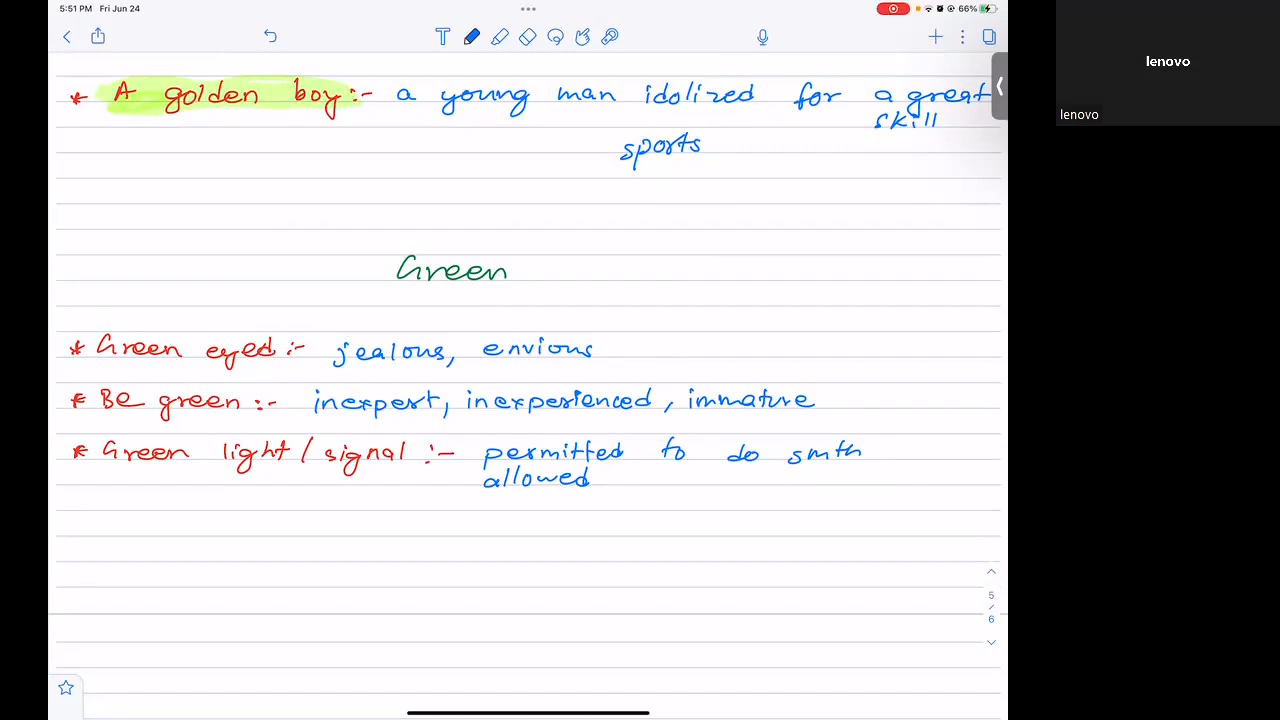 5:51 PM Fri Jun 24
66%
lenovo
lenovo
* A golden boy :- a young man idolized for a great
skill
sports
Green
* Green eyed :- jealous, envious
* Be green :- inexpert, inexperienced, immature
* Green light / signal :- permitted to do smth
allowed
5
/
6